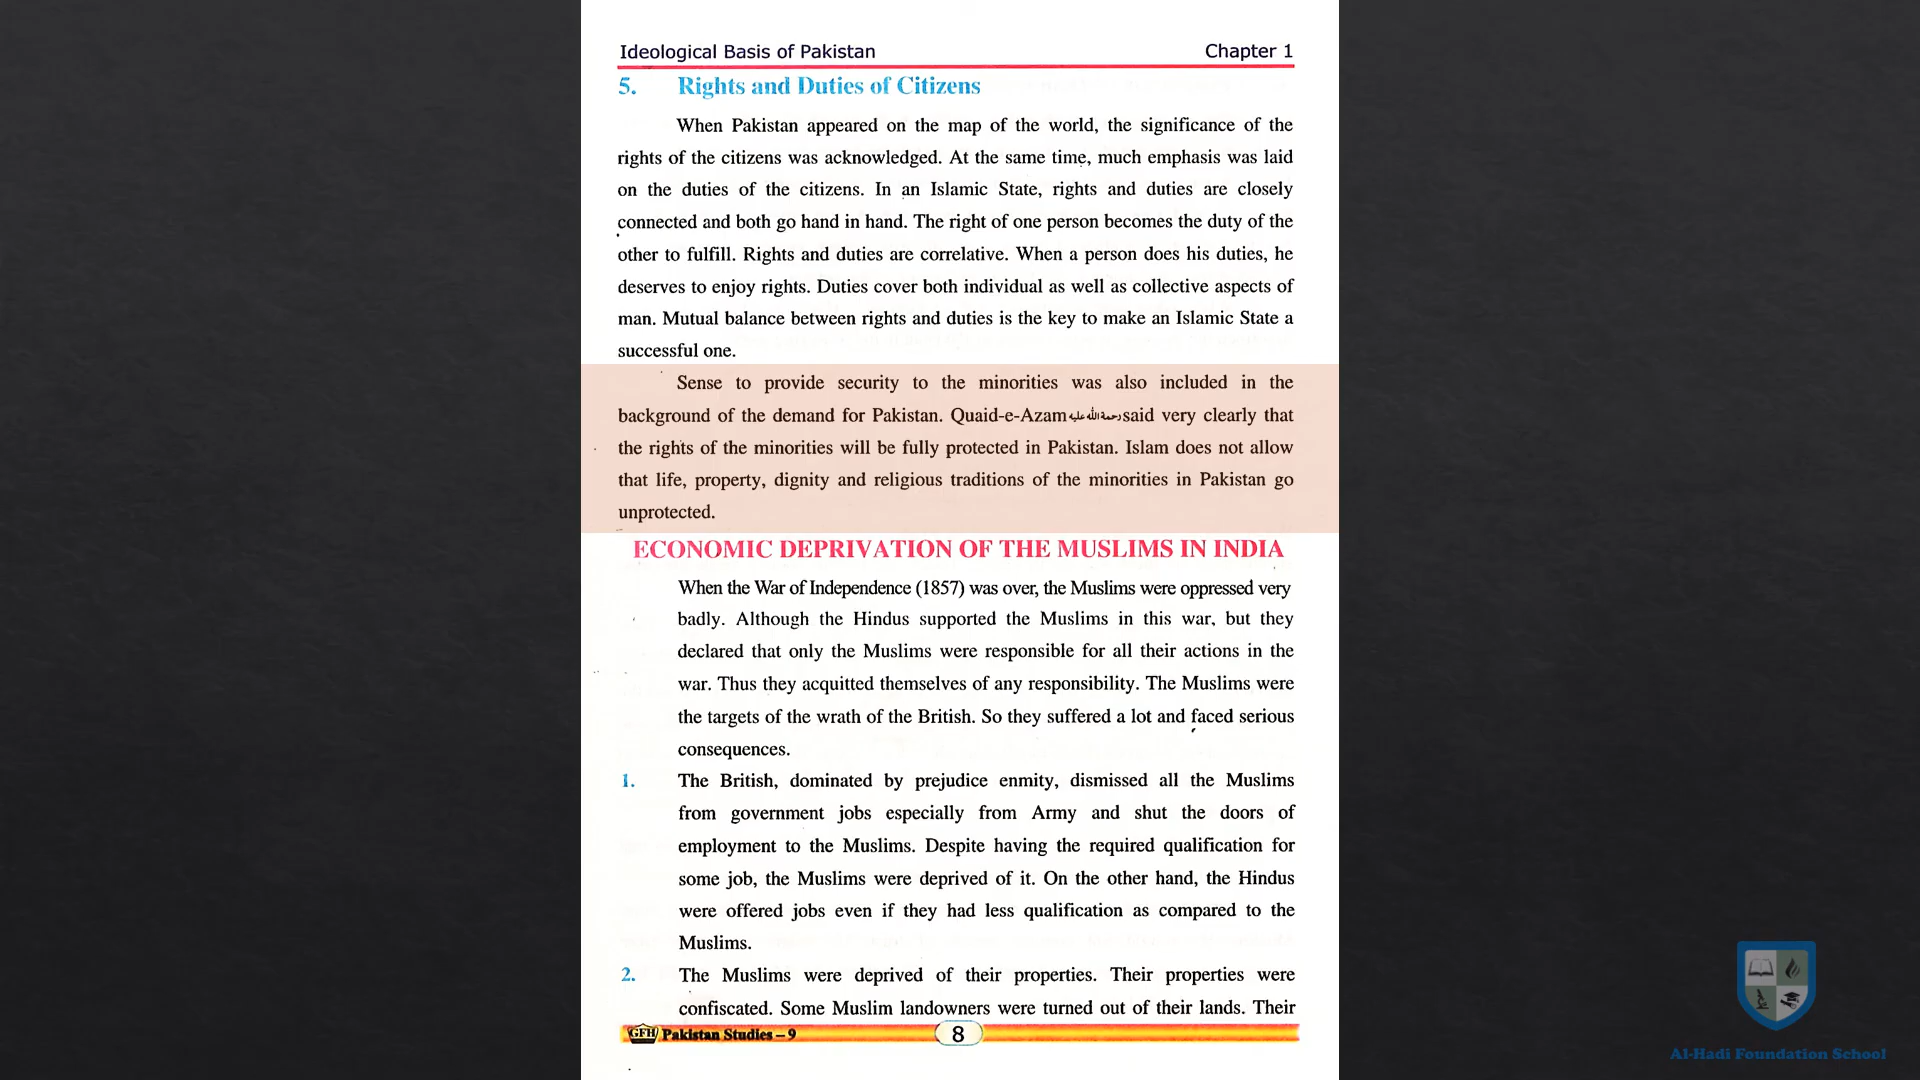 Ideological Basis of Pakistan Chapter 1
5. Rights and Duties of Citizens
When Pakistan appeared on the map of the world, the significance of the
rights of the citizens was acknowledged. At the same time, much emphasis was laid
on the duties of the citizens. In an Islamic State, rights and duties are closely
connected and both go hand in hand. The right of one person becomes the duty of the
other to fulfill. Rights and duties are correlative. When a person does his duties, he
deserves to enjoy rights. Duties cover both individual as well as collective aspects of
man. Mutual balance between rights and duties is the key to make an Islamic State a
successful one.
Sense to provide security to the minorities was also included in the
background of the demand for Pakistan. Quaid-e-Azam رحمۃ اللہ علیہ said very clearly that
the rights of the minorities will be fully protected in Pakistan. Islam does not allow
that life, property, dignity and religious traditions of the minorities in Pakistan go
unprotected.
ECONOMIC DEPRIVATION OF THE MUSLIMS IN INDIA
When the War of Independence (1857) was over, the Muslims were oppressed very
badly. Although the Hindus supported the Muslims in this war, but they
declared that only the Muslims were responsible for all their actions in the
war. Thus they acquitted themselves of any responsibility. The Muslims were
the targets of the wrath of the British. So they suffered a lot and faced serious
consequences.
1. The British, dominated by prejudice enmity, dismissed all the Muslims
from government jobs especially from Army and shut the doors of
employment to the Muslims. Despite having the required qualification for
some job, the Muslims were deprived of it. On the other hand, the Hindus
were offered jobs even if they had less qualification as compared to the
Muslims.
2. The Muslims were deprived of their properties. Their properties were
confiscated. Some Muslim landowners were turned out of their lands. Their
GFH Pakistan Studies – 9 8
Al-Hadi Foundation School